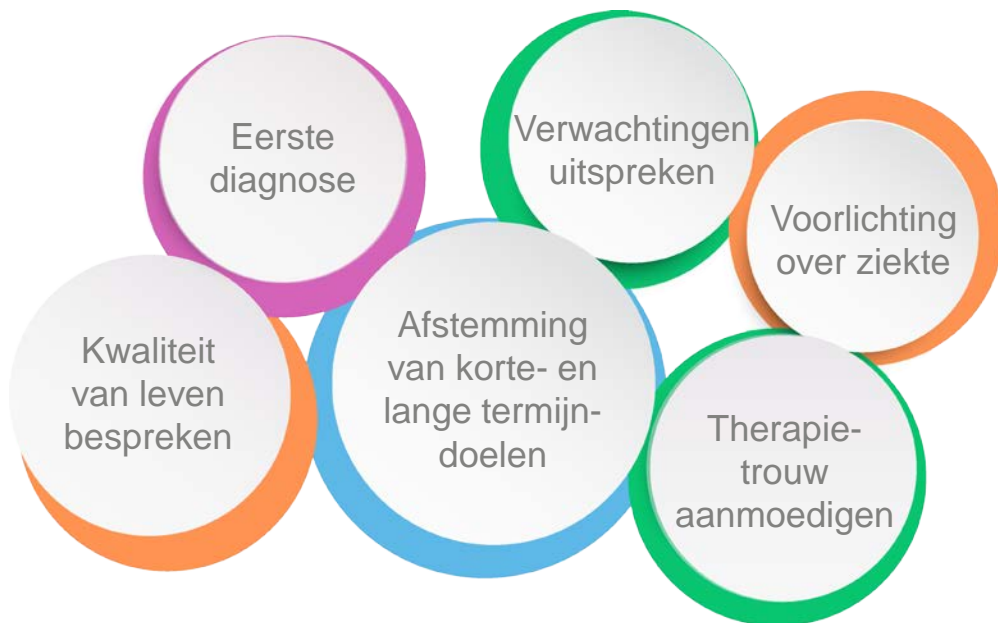 Eerste
diagnose
Verwachtingen
uitspreken
Voorlichting
over ziekte
Kwaliteit
van leven
bespreken
Afstemming
van korte- en
lange termijn-
doelen
Therapie-
trouw
aanmoedigen